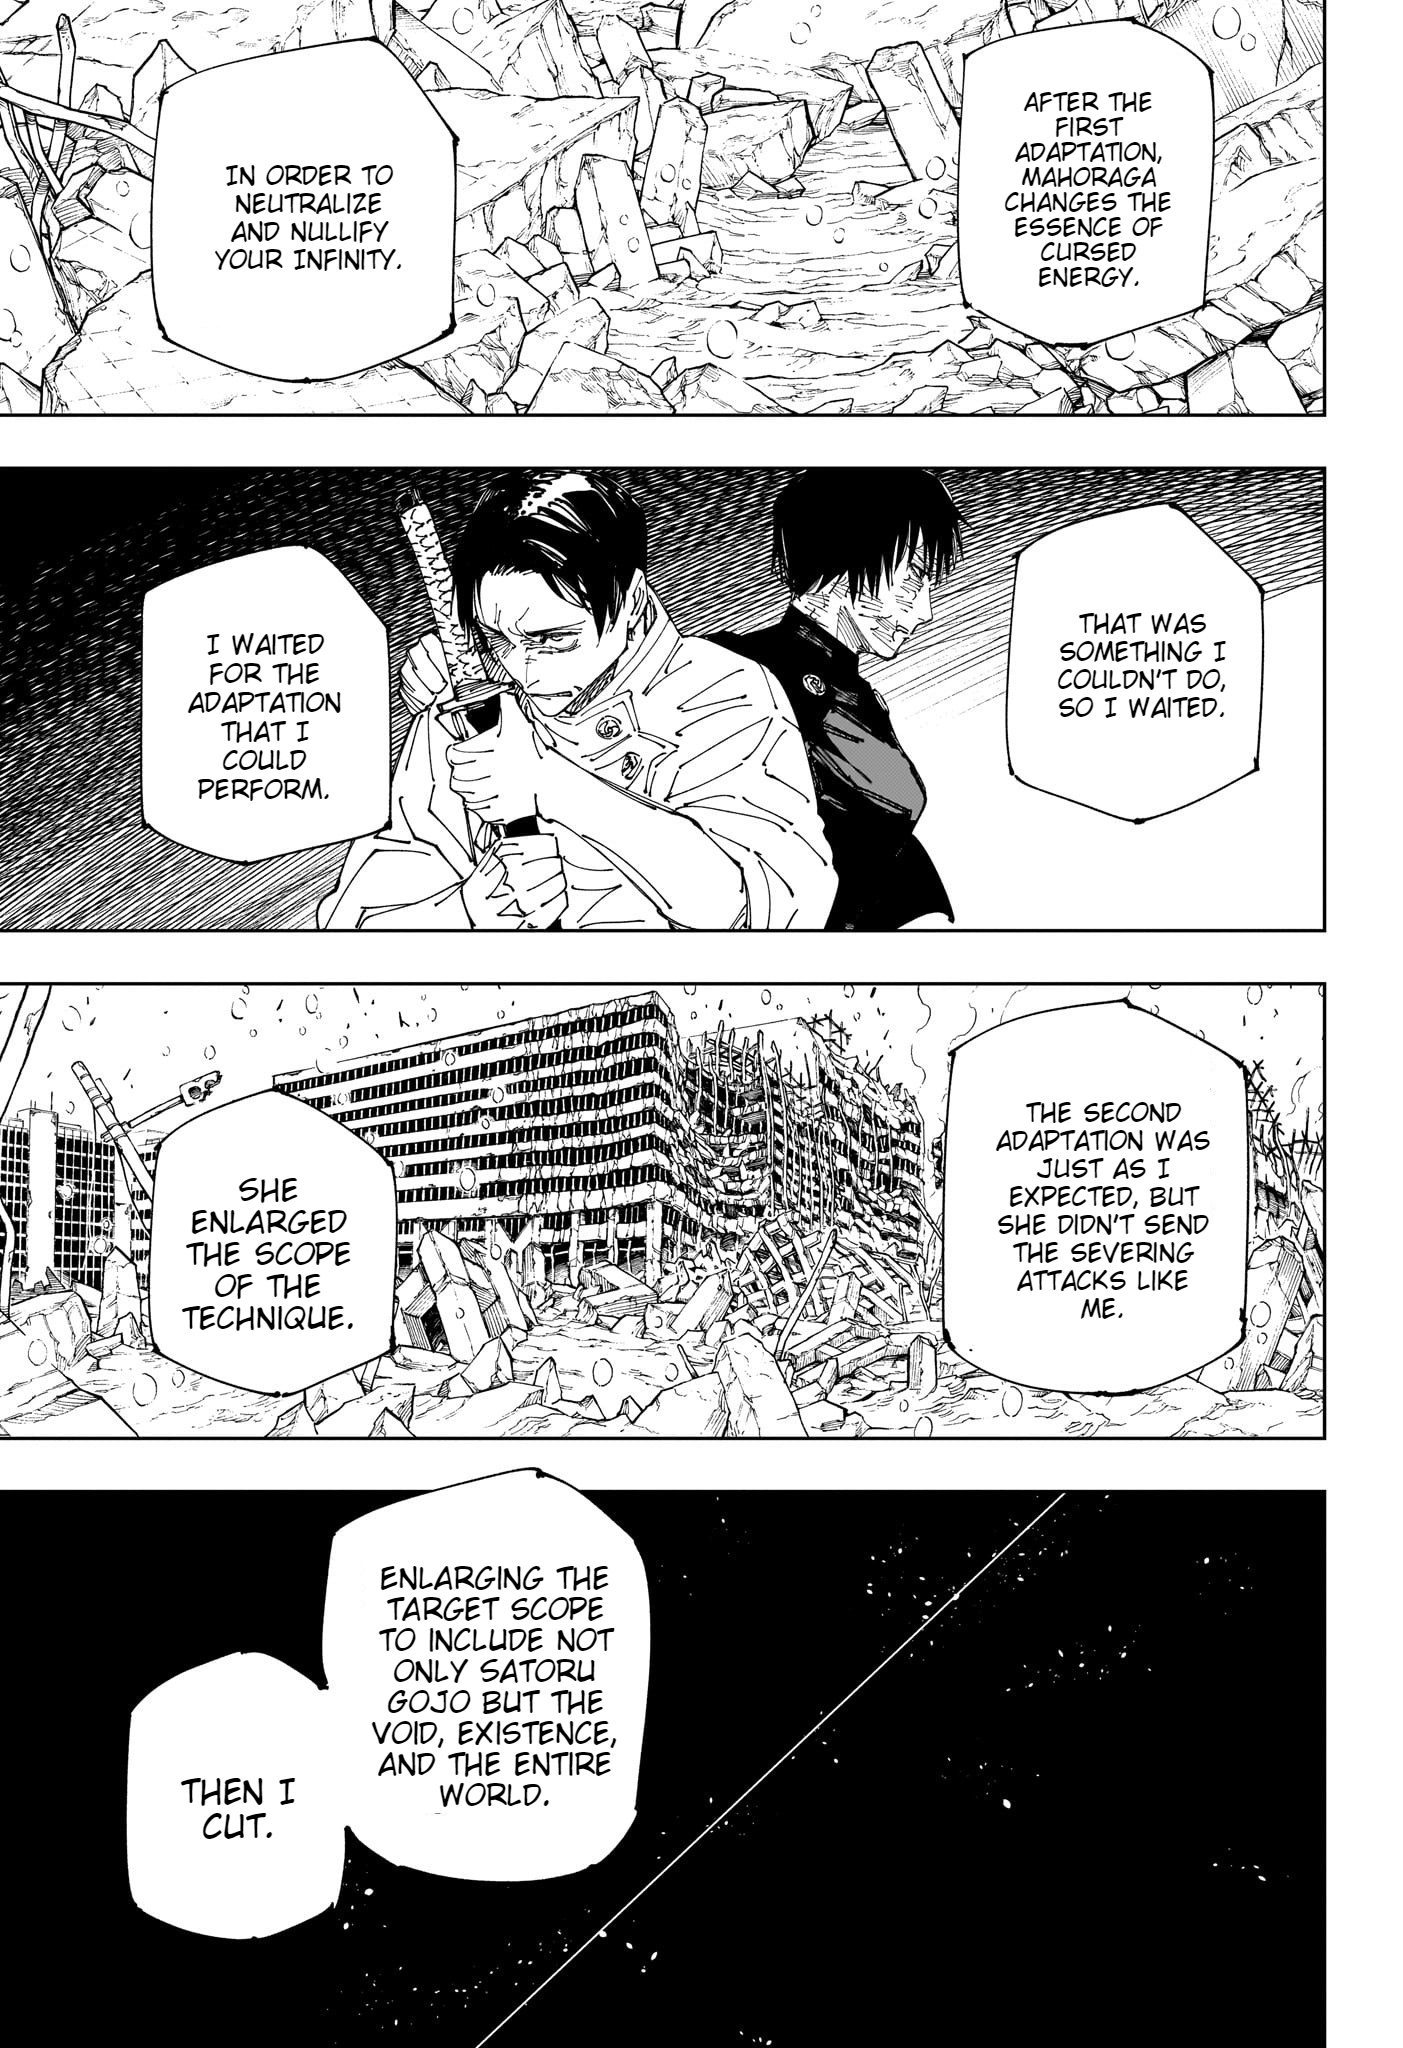 AFTER THE
FIRST
ADAPTATION,
MAHORAGA
CHANGES THE
ESSENCE OF
CURSED
ENERGY.
IN ORDER TO
NEUTRALIZE
AND NULLIFY
YOUR INFINITY.
THAT WAS
SOMETHING I
COULDN'T DO,
SO I WAITED.
I WAITED
FOR THE
ADAPTATION
THAT I
COULD
PERFORM.
THE SECOND
ADAPTATION WAS
JUST AS I
EXPECTED, BUT
SHE DIDN'T SEND
THE SEVERING
ATTACKS LIKE
ME.
SHE
ENLARGED
THE SCOPE
OF THE
TECHNIQUE.
ENLARGING THE
TARGET SCOPE
TO INCLUDE NOT
ONLY SATORU
GOJO BUT THE
VOID, EXISTENCE,
AND THE ENTIRE
WORLD.
THEN I
CUT.